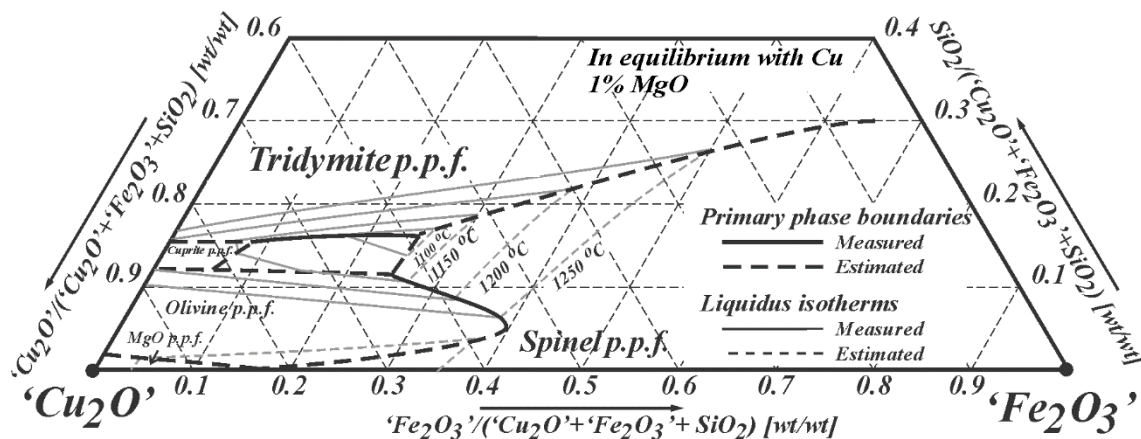 0.6
0.4
In equilibrium with Cu
1% MgO
'Cu2O'/('Cu2O'+'Fe2O3'+SiO2) [wt/wt]
SiO2/('Cu2O'+'Fe2O3'+SiO2) [wt/wt]
0.7
0.3
Tridymite p.p.f.
0.8
0.2
Primary phase boundaries
Measured
Estimated
Cuprite p.p.f.
1100 °C
1150 °C
1200 °C
1250 °C
0.9
0.1
Olivine p.p.f.
Liquidus isotherms
Measured
Estimated
MgO p.p.f.
Spinel p.p.f.
0.1 0.2 0.3 0.4 0.5 0.6 0.7 0.8 0.9
'Cu2O'
'Fe2O3'
'Fe2O3'/('Cu2O'+'Fe2O3'+ SiO2) [wt/wt]